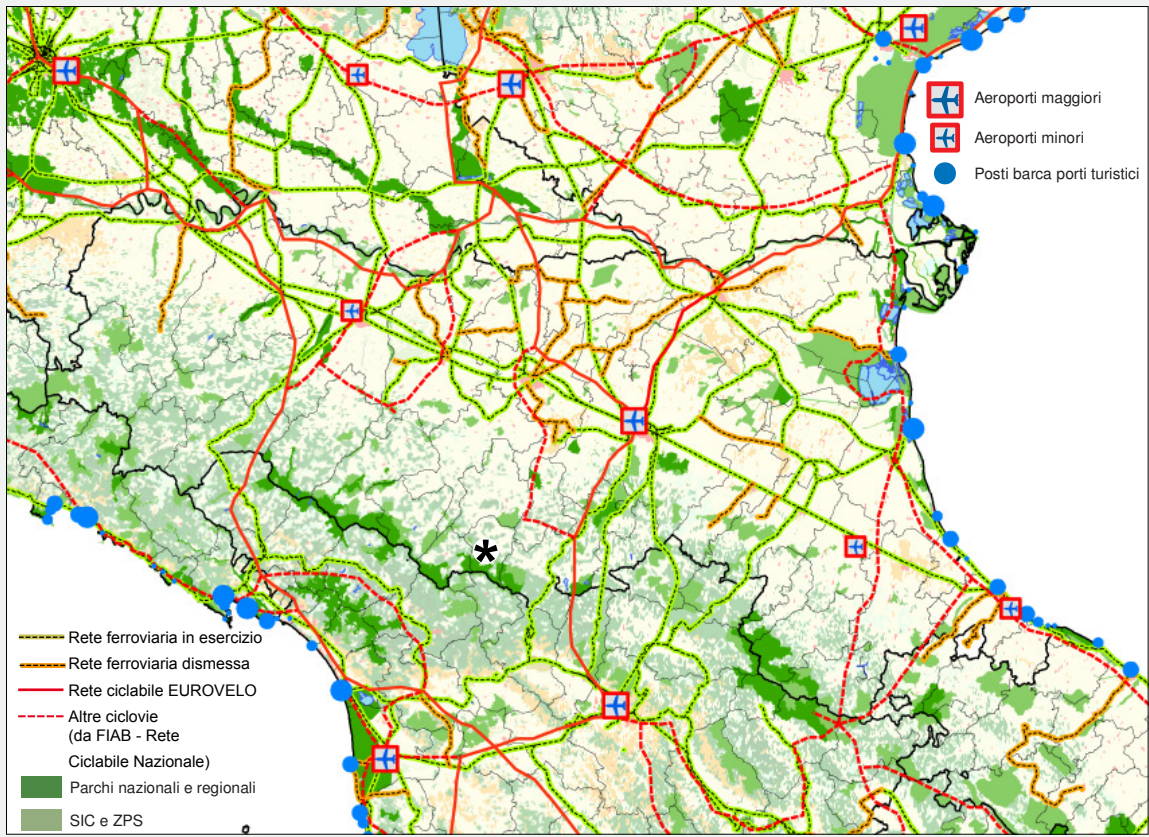 Aeroporti maggiori
Aeroporti minori
Posti barca porti turistici
Rete ferroviaria in esercizio
Rete ferroviaria dismessa
Rete ciclabile EUROVELO
Altre ciclovie
(da FIAB - Rete
Ciclabile Nazionale)
Parchi nazionali e regionali
SIC e ZPS
*